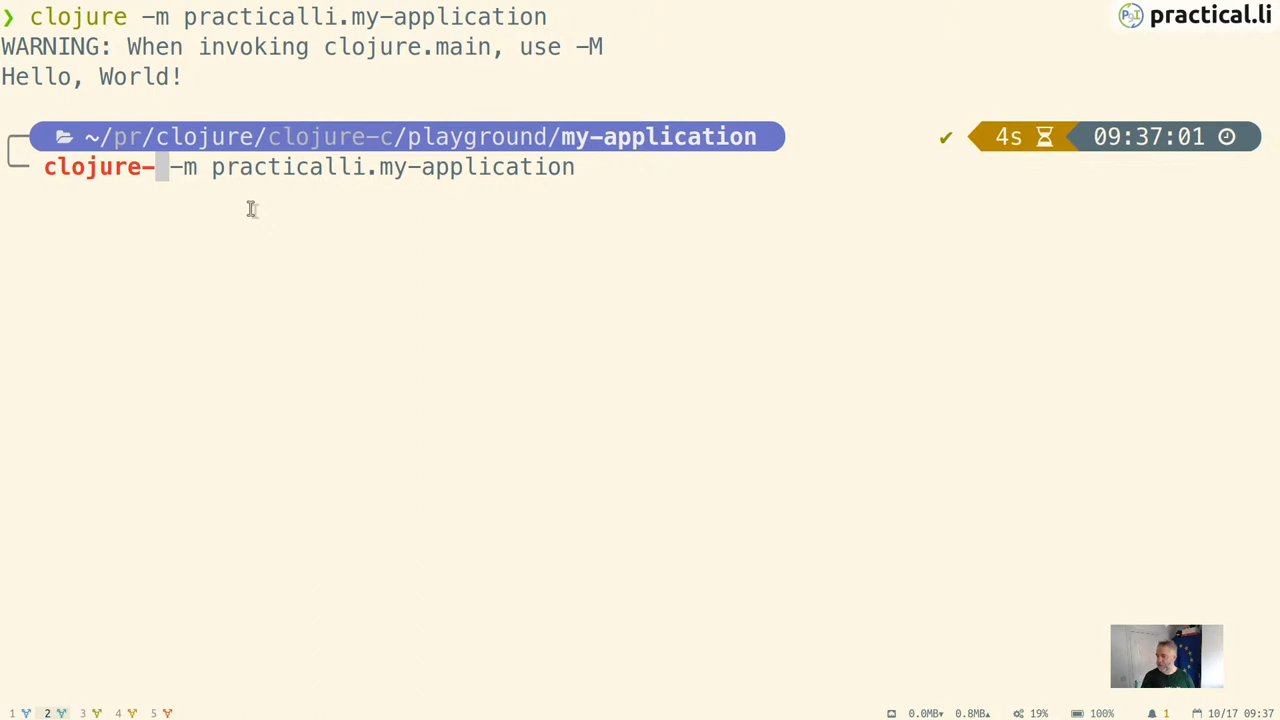 ❯ clojure -m practicalli.my-application
practical.li
WARNING: When invoking clojure.main, use -M
Hello, World!
~/pr/clojure/clojure-c/playground/my-application
✔ 4s 09:37:01
clojure- -m practicalli.my-application
1 2 3 4 5 0.0MB▾ 0.8MB▴ 19% 100% 1 10/17 09:37